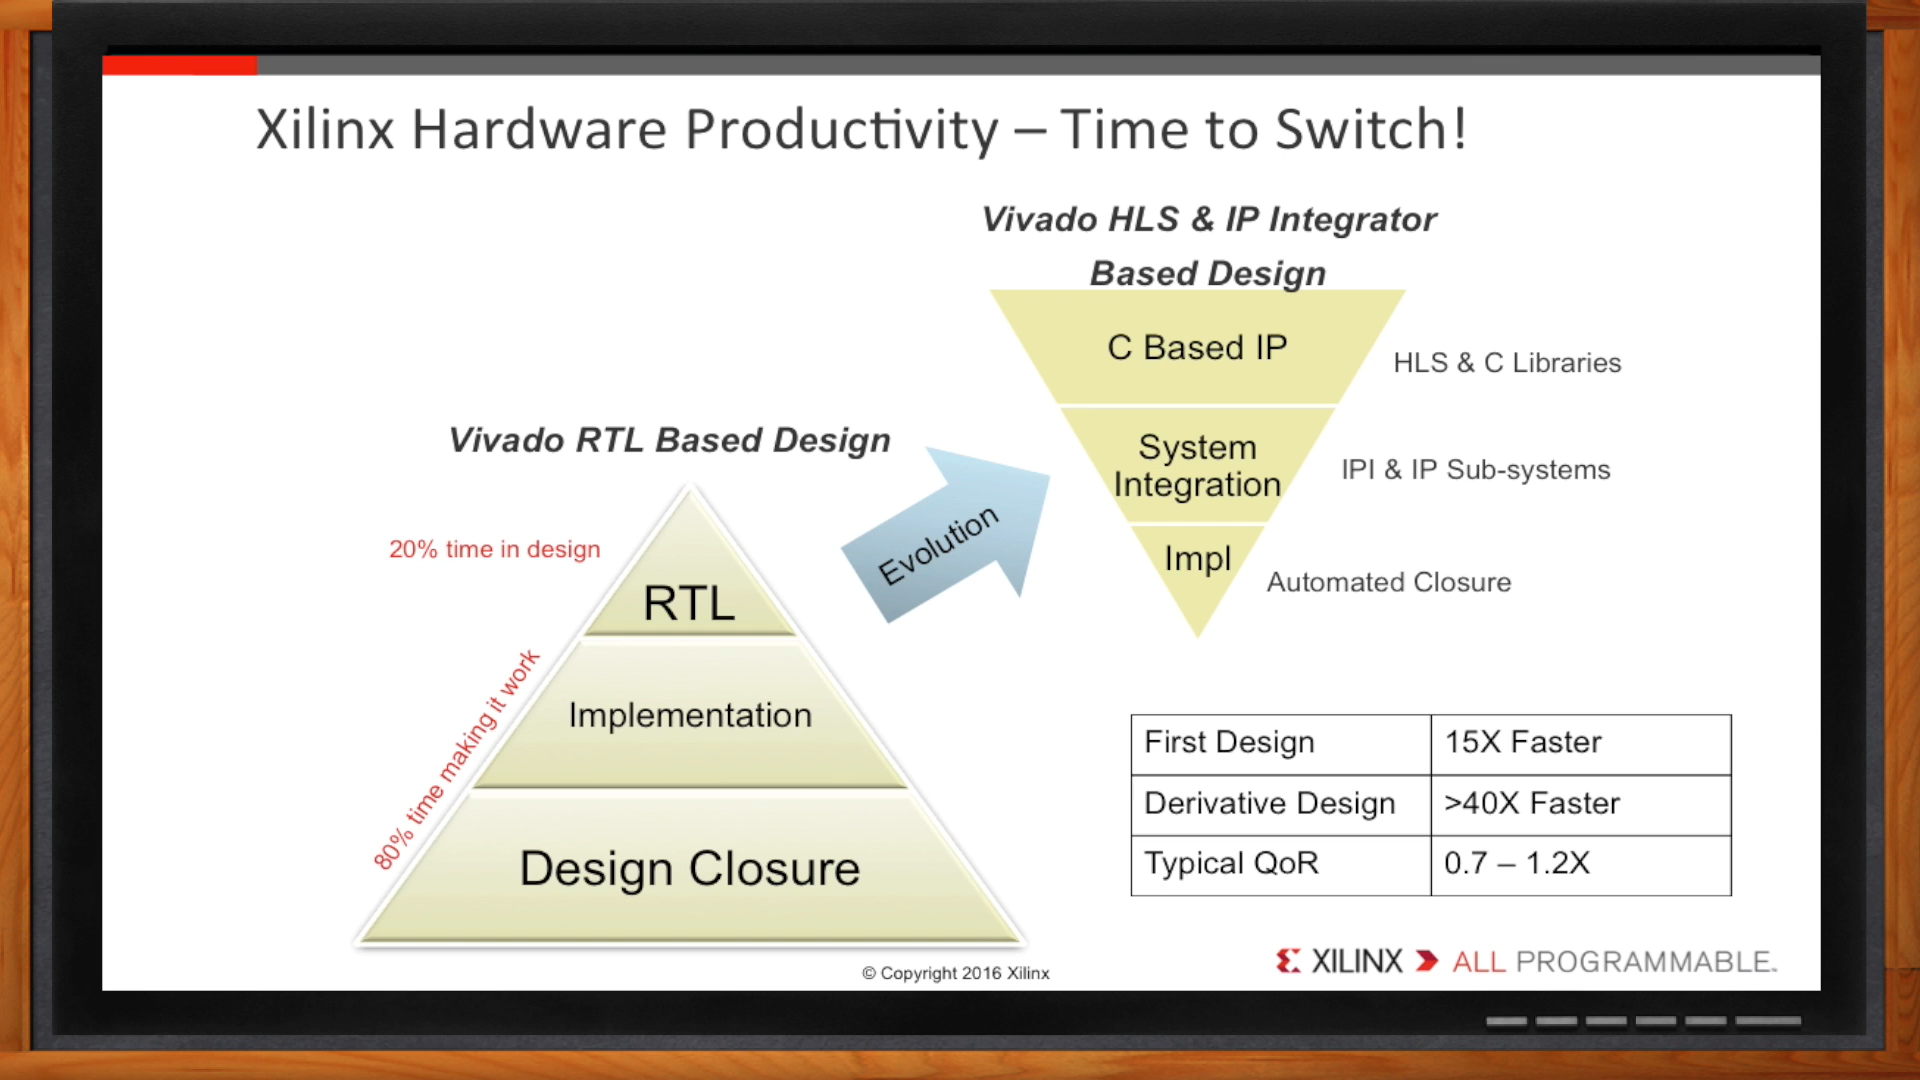 Xilinx Hardware Productivity – Time to Switch!
Vivado HLS & IP Integrator
Based Design
C Based IP
HLS & C Libraries
System
Integration
IPI & IP Sub-systems
Impl
Automated Closure
Vivado RTL Based Design
Evolution
20% time in design
RTL
80% time making it work
Implementation
Design Closure
First Design 15X Faster
Derivative Design >40X Faster
Typical QoR 0.7 – 1.2X
© Copyright 2016 Xilinx
XILINX ALL PROGRAMMABLE.